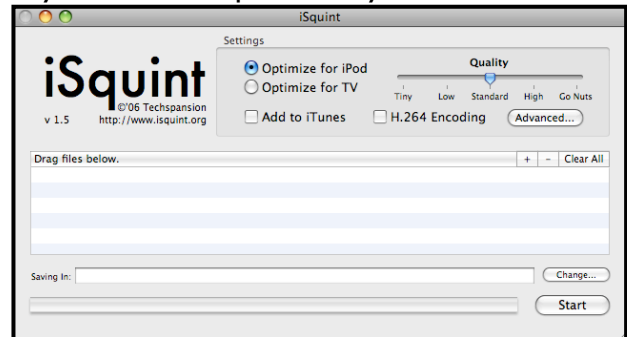 iSquint
Settings
iSquint
©'06 Techspansion
v 1.5 http://www.isquint.org
Optimize for iPod
Optimize for TV
Add to iTunes
H.264 Encoding
Quality
Tiny Low Standard High Go Nuts
Advanced...
Drag files below. + - Clear All
Saving In: Change...
Start